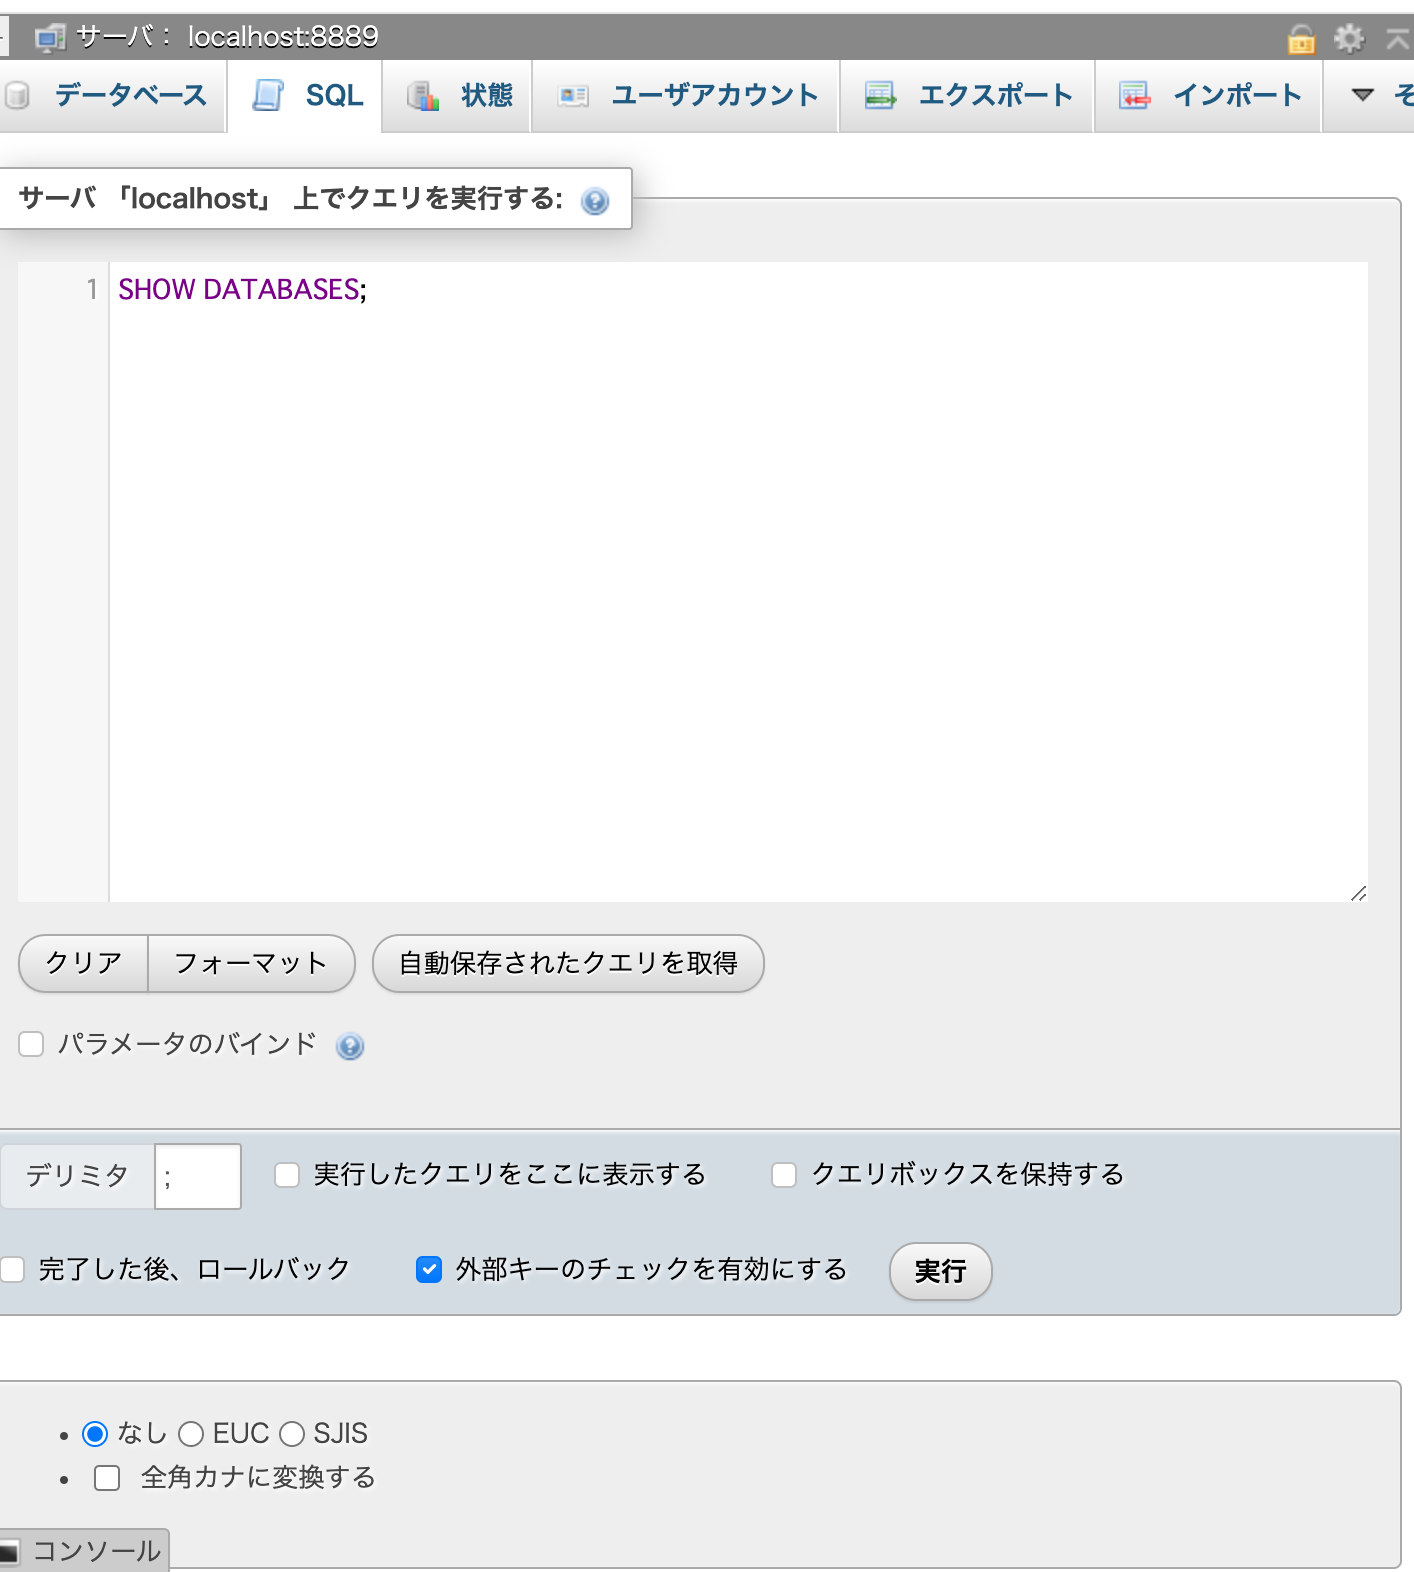 サーバ： localhost:8889
データベース SQL 状態 ユーザアカウント エクスポート インポート
サーバ 「localhost」 上でクエリを実行する:
1 SHOW DATABASES;
クリア フォーマット 自動保存されたクエリを取得
パラメータのバインド
デリミタ ; 実行したクエリをここに表示する クエリボックスを保持する
完了した後、ロールバック 外部キーのチェックを有効にする 実行
なし EUC SJIS
全角カナに変換する
コンソール